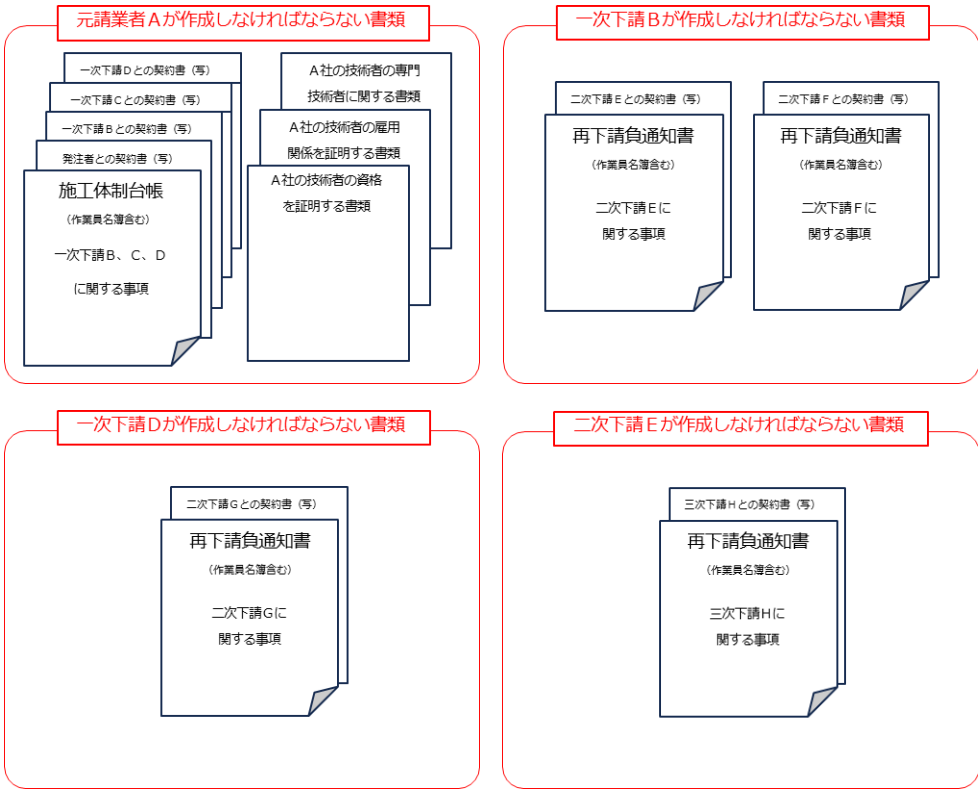 元請業者Ａが作成しなければならない書類
一次下請Ｄとの契約書（写）
一次下請Ｃとの契約書（写）
一次下請Ｂとの契約書（写）
発注者との契約書（写）
施工体制台帳
（作業員名簿含む）
一次下請Ｂ、Ｃ、Ｄ
に関する事項
Ａ社の技術者の専門
技術者に関する書類
Ａ社の技術者の雇用
関係を証明する書類
Ａ社の技術者の資格
を証明する書類
一次下請Ｂが作成しなければならない書類
二次下請Ｅとの契約書（写）
再下請負通知書
（作業員名簿含む）
二次下請Ｅに
関する事項
二次下請Ｆとの契約書（写）
再下請負通知書
（作業員名簿含む）
二次下請Ｆに
関する事項
一次下請Ｄが作成しなければならない書類
二次下請Ｇとの契約書（写）
再下請負通知書
（作業員名簿含む）
二次下請Ｇに
関する事項
二次下請Ｅが作成しなければならない書類
三次下請Ｈとの契約書（写）
再下請負通知書
（作業員名簿含む）
三次下請Ｈに
関する事項